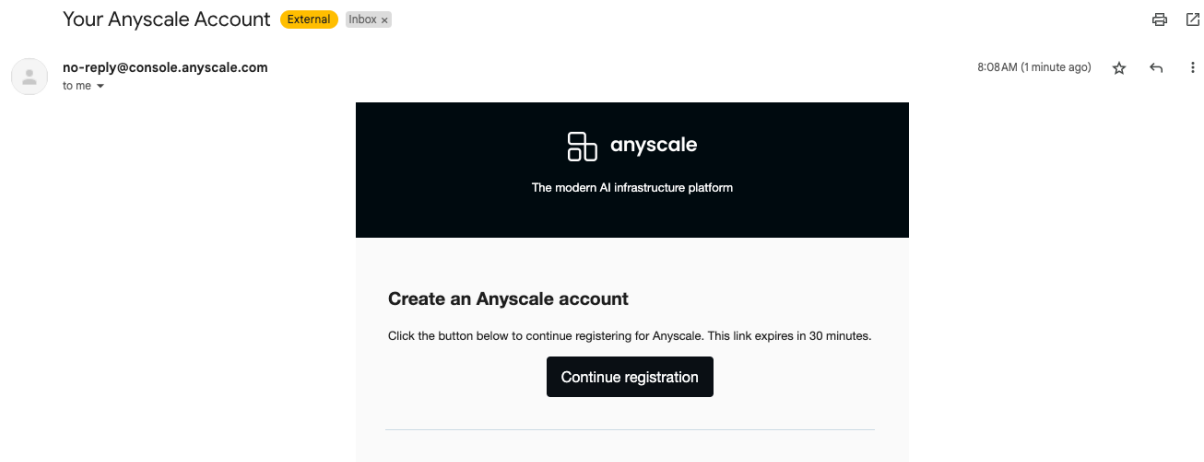 Your Anyscale Account External Inbox ×
no-reply@console.anyscale.com 8:08 AM (1 minute ago)
to me
anyscale
The modern AI infrastructure platform
Create an Anyscale account
Click the button below to continue registering for Anyscale. This link expires in 30 minutes.
Continue registration